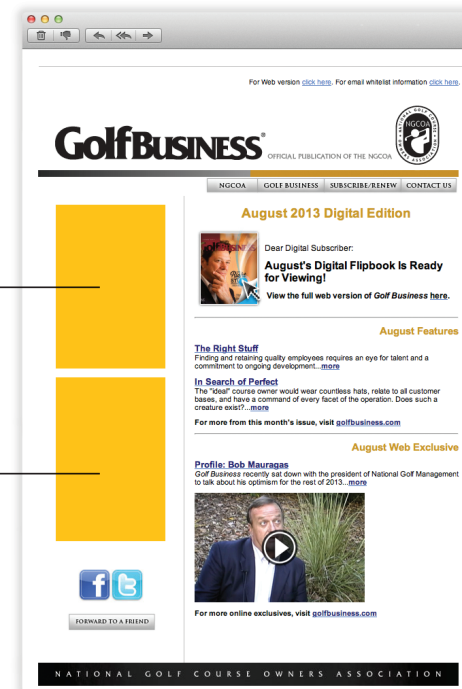 For Web version click here. For email whitelist information click here.
GOLFBUSINESS®
OFFICIAL PUBLICATION OF THE NGCOA
NGCOA
NGCOA
GOLF BUSINESS
SUBSCRIBE/RENEW
CONTACT US
August 2013 Digital Edition
Dear Digital Subscriber:
August's Digital Flipbook Is Ready
for Viewing!
View the full web version of Golf Business here.
August Features
The Right Stuff
Finding and retaining quality employees requires an eye for talent and a
commitment to ongoing development...more
In Search of Perfect
The "ideal" course owner would wear countless hats, relate to all customer
bases, and have a command of every facet of the operation. Does such a
creature exist?...more
For more from this month's issue, visit golfbusiness.com
August Web Exclusive
Profile: Bob Mauragas
Golf Business recently sat down with the president of National Golf Management
to talk about his optimism for the rest of 2013...more
For more online exclusives, visit golfbusiness.com
FORWARD TO A FRIEND
NATIONAL GOLF COURSE OWNERS ASSOCIATION